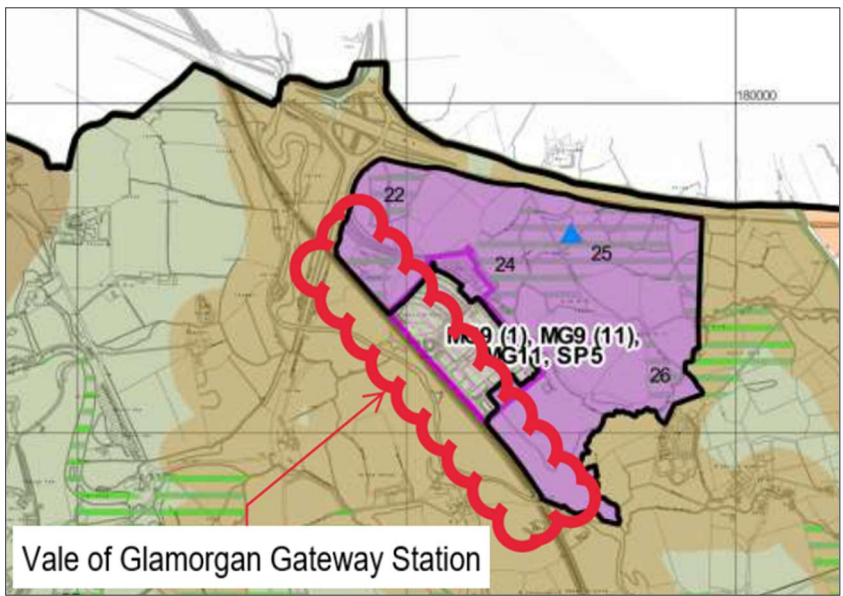 180000
22
25
24
MG9 (1), MG9 (11),
MG11, SP5
26
Vale of Glamorgan Gateway Station